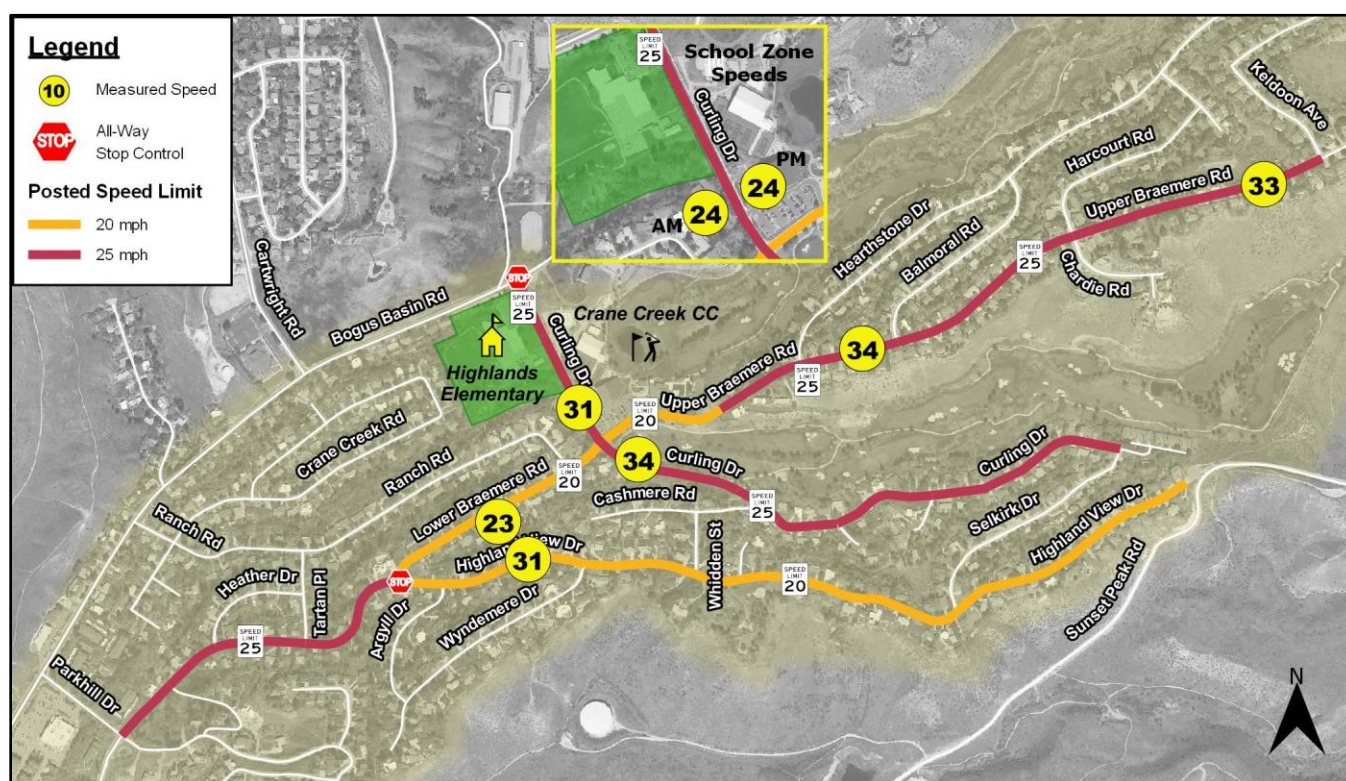 Legend
10 Measured Speed
STOP All-Way
Stop Control
Posted Speed Limit
20 mph
25 mph
SPEED
LIMIT
25
School Zone
Speeds
Curling Dr
PM
24
AM
24
Keldoon Ave
Harcourt Rd
Upper Braemere Rd
33
Hearthstone Dr
Balmoral Rd
SPEED
LIMIT
25
Chardie Rd
Cartwright Rd
Bogus Basin Rd
STOP
SPEED
LIMIT
25
Curling Dr
Crane Creek CC
Highlands
Elementary
31
Upper Braemere Rd
34
SPEED
LIMIT
25
SPEED
LIMIT
20
Crane Creek Rd
Ranch Rd
Lower Braemere Rd
SPEED
LIMIT
20
34
Curling Dr
Cashmere Rd
SPEED
LIMIT
25
Curling Dr
Selkirk Dr
Highland View Dr
Ranch Rd
23
Highland View Dr
31
STOP
Heather Dr
Tartan Pl
Argyll Dr
Wyndemere Dr
Whidden St
SPEED
LIMIT
20
Sunset Peak Rd
SPEED
LIMIT
25
Parkhill Dr
N